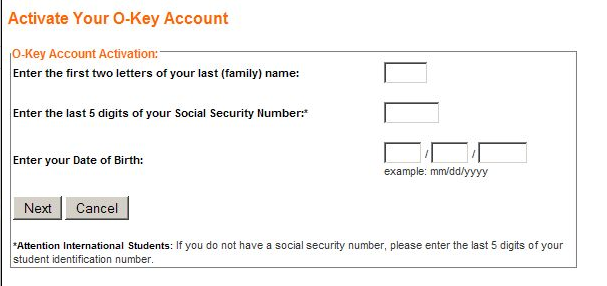 Activate Your O-Key Account
O-Key Account Activation:
Enter the first two letters of your last (family) name:
Enter the last 5 digits of your Social Security Number:*
Enter your Date of Birth:
/ /
example: mm/dd/yyyy
Next Cancel
*Attention International Students: If you do not have a social security number, please enter the last 5 digits of your
student identification number.